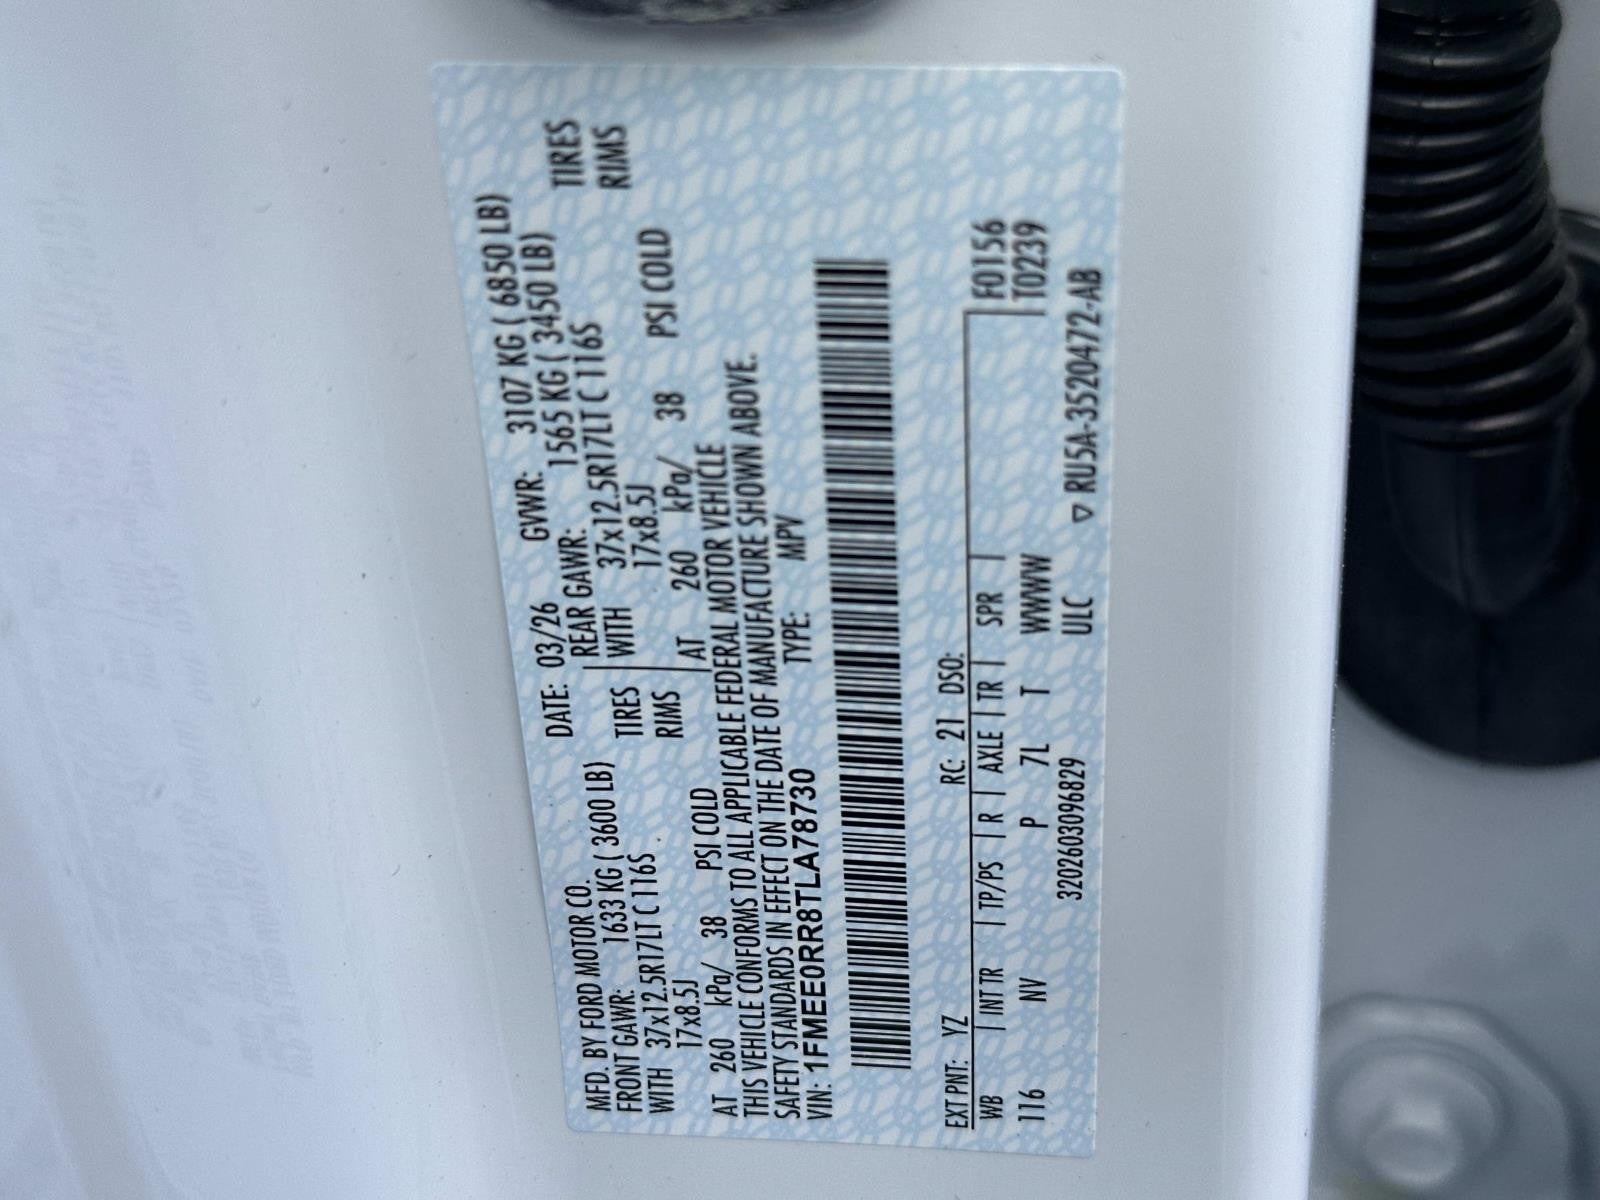 MFD. BY FORD MOTOR CO. DATE: 03/26 GVWR: 3107 KG ( 6850 LB)
FRONT GAWR: 1633 KG ( 3600 LB) REAR GAWR: 1565 KG ( 3450 LB)
WITH 37x12.5R17LT C 116S TIRES WITH 37x12.5R17LT C 116S TIRES
17x8.5J RIMS 17x8.5J RIMS
AT 260 kPa/ 38 PSI COLD AT 260 kPa/ 38 PSI COLD
THIS VEHICLE CONFORMS TO ALL APPLICABLE FEDERAL MOTOR VEHICLE
SAFETY STANDARDS IN EFFECT ON THE DATE OF MANUFACTURE SHOWN ABOVE.
VIN: 1FMEE0RR8TLA78730 TYPE: MPV
EXT PNT: YZ RC: 21 DSO: F0156
WB | INT TR | TP/PS | R | AXLE | TR | SPR | T0239
116 NV P 7L T WWWW
3202603096829 ULC ▽ RU5A-3520472-AB